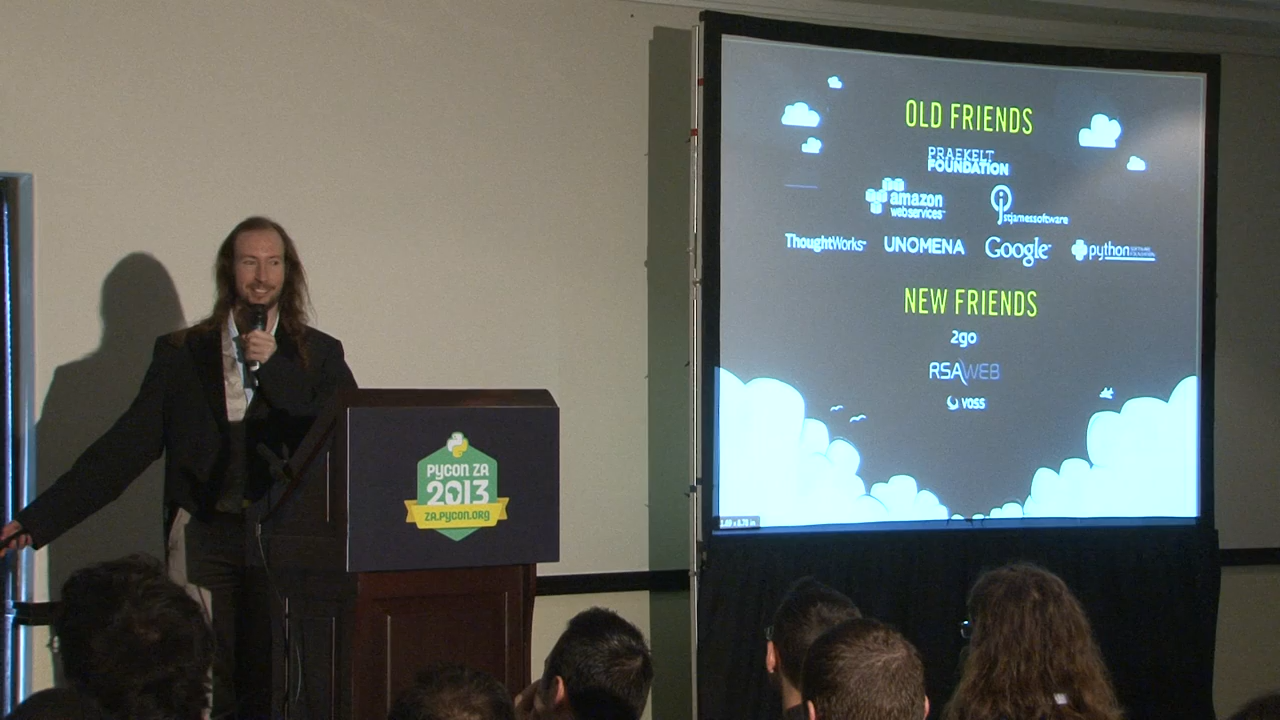 OLD FRIENDS
PRAEKELT
FOUNDATION
amazon
webservices™
stjamessoftware
ThoughtWorks
UNOMENA
Google
python
NEW FRIENDS
2go
RSAWEB
VOSS
PYCON ZA
2013
ZA.PYCON.ORG